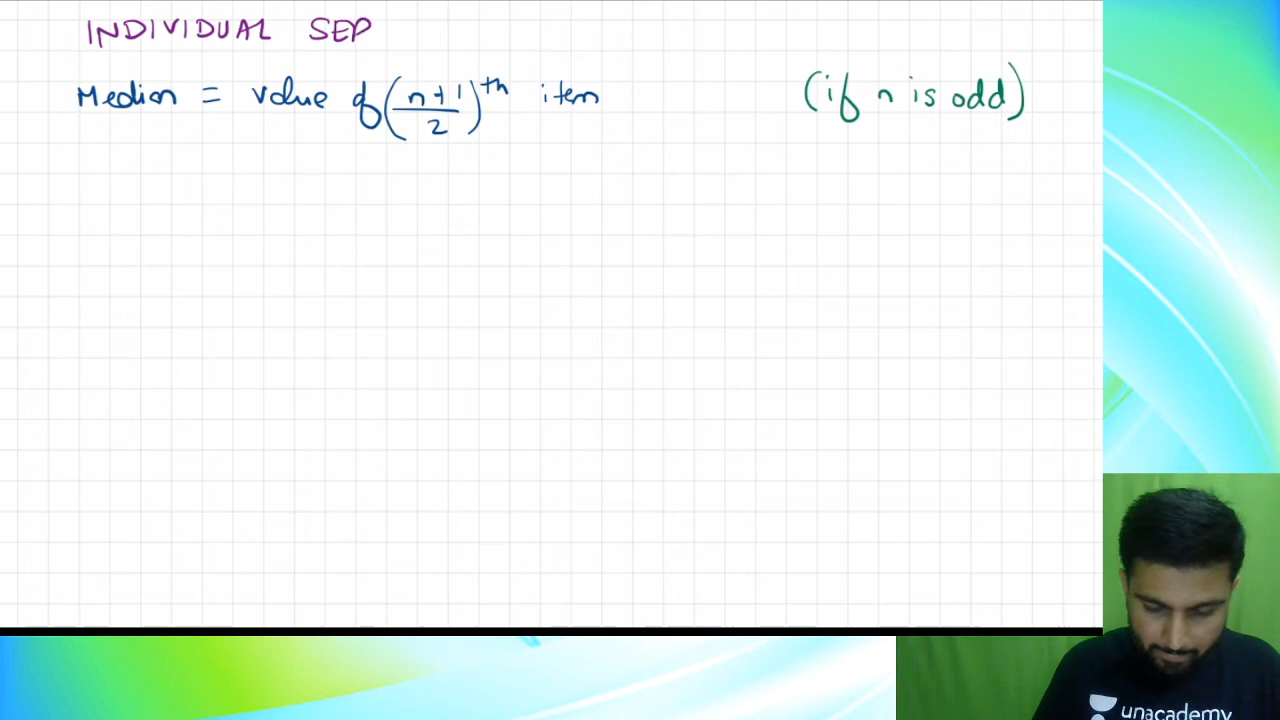 INDIVIDUAL SEP
Median = value of (n+1/2)th item (if n is odd)
unacademy